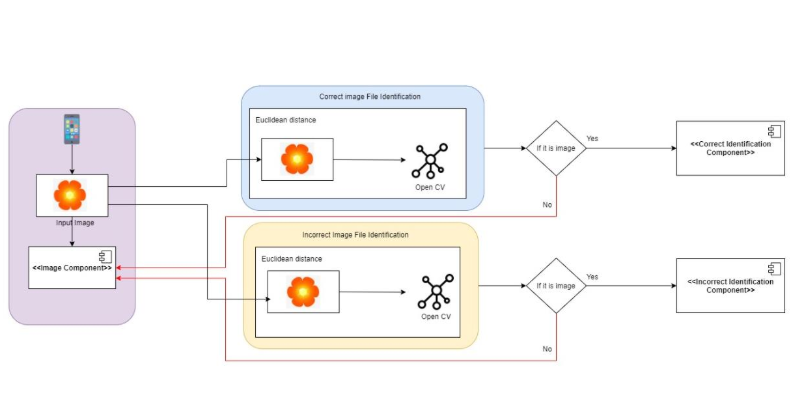 Correct image File Identification
Euclidean distance
Open CV
If it is image
Yes
No
<<Correct Identification
Component>>
Input Image
<<Image Component>>
Incorrect Image File Identification
Euclidean distance
Open CV
If it is image
Yes
No
<<Incorrect Identification
Component>>